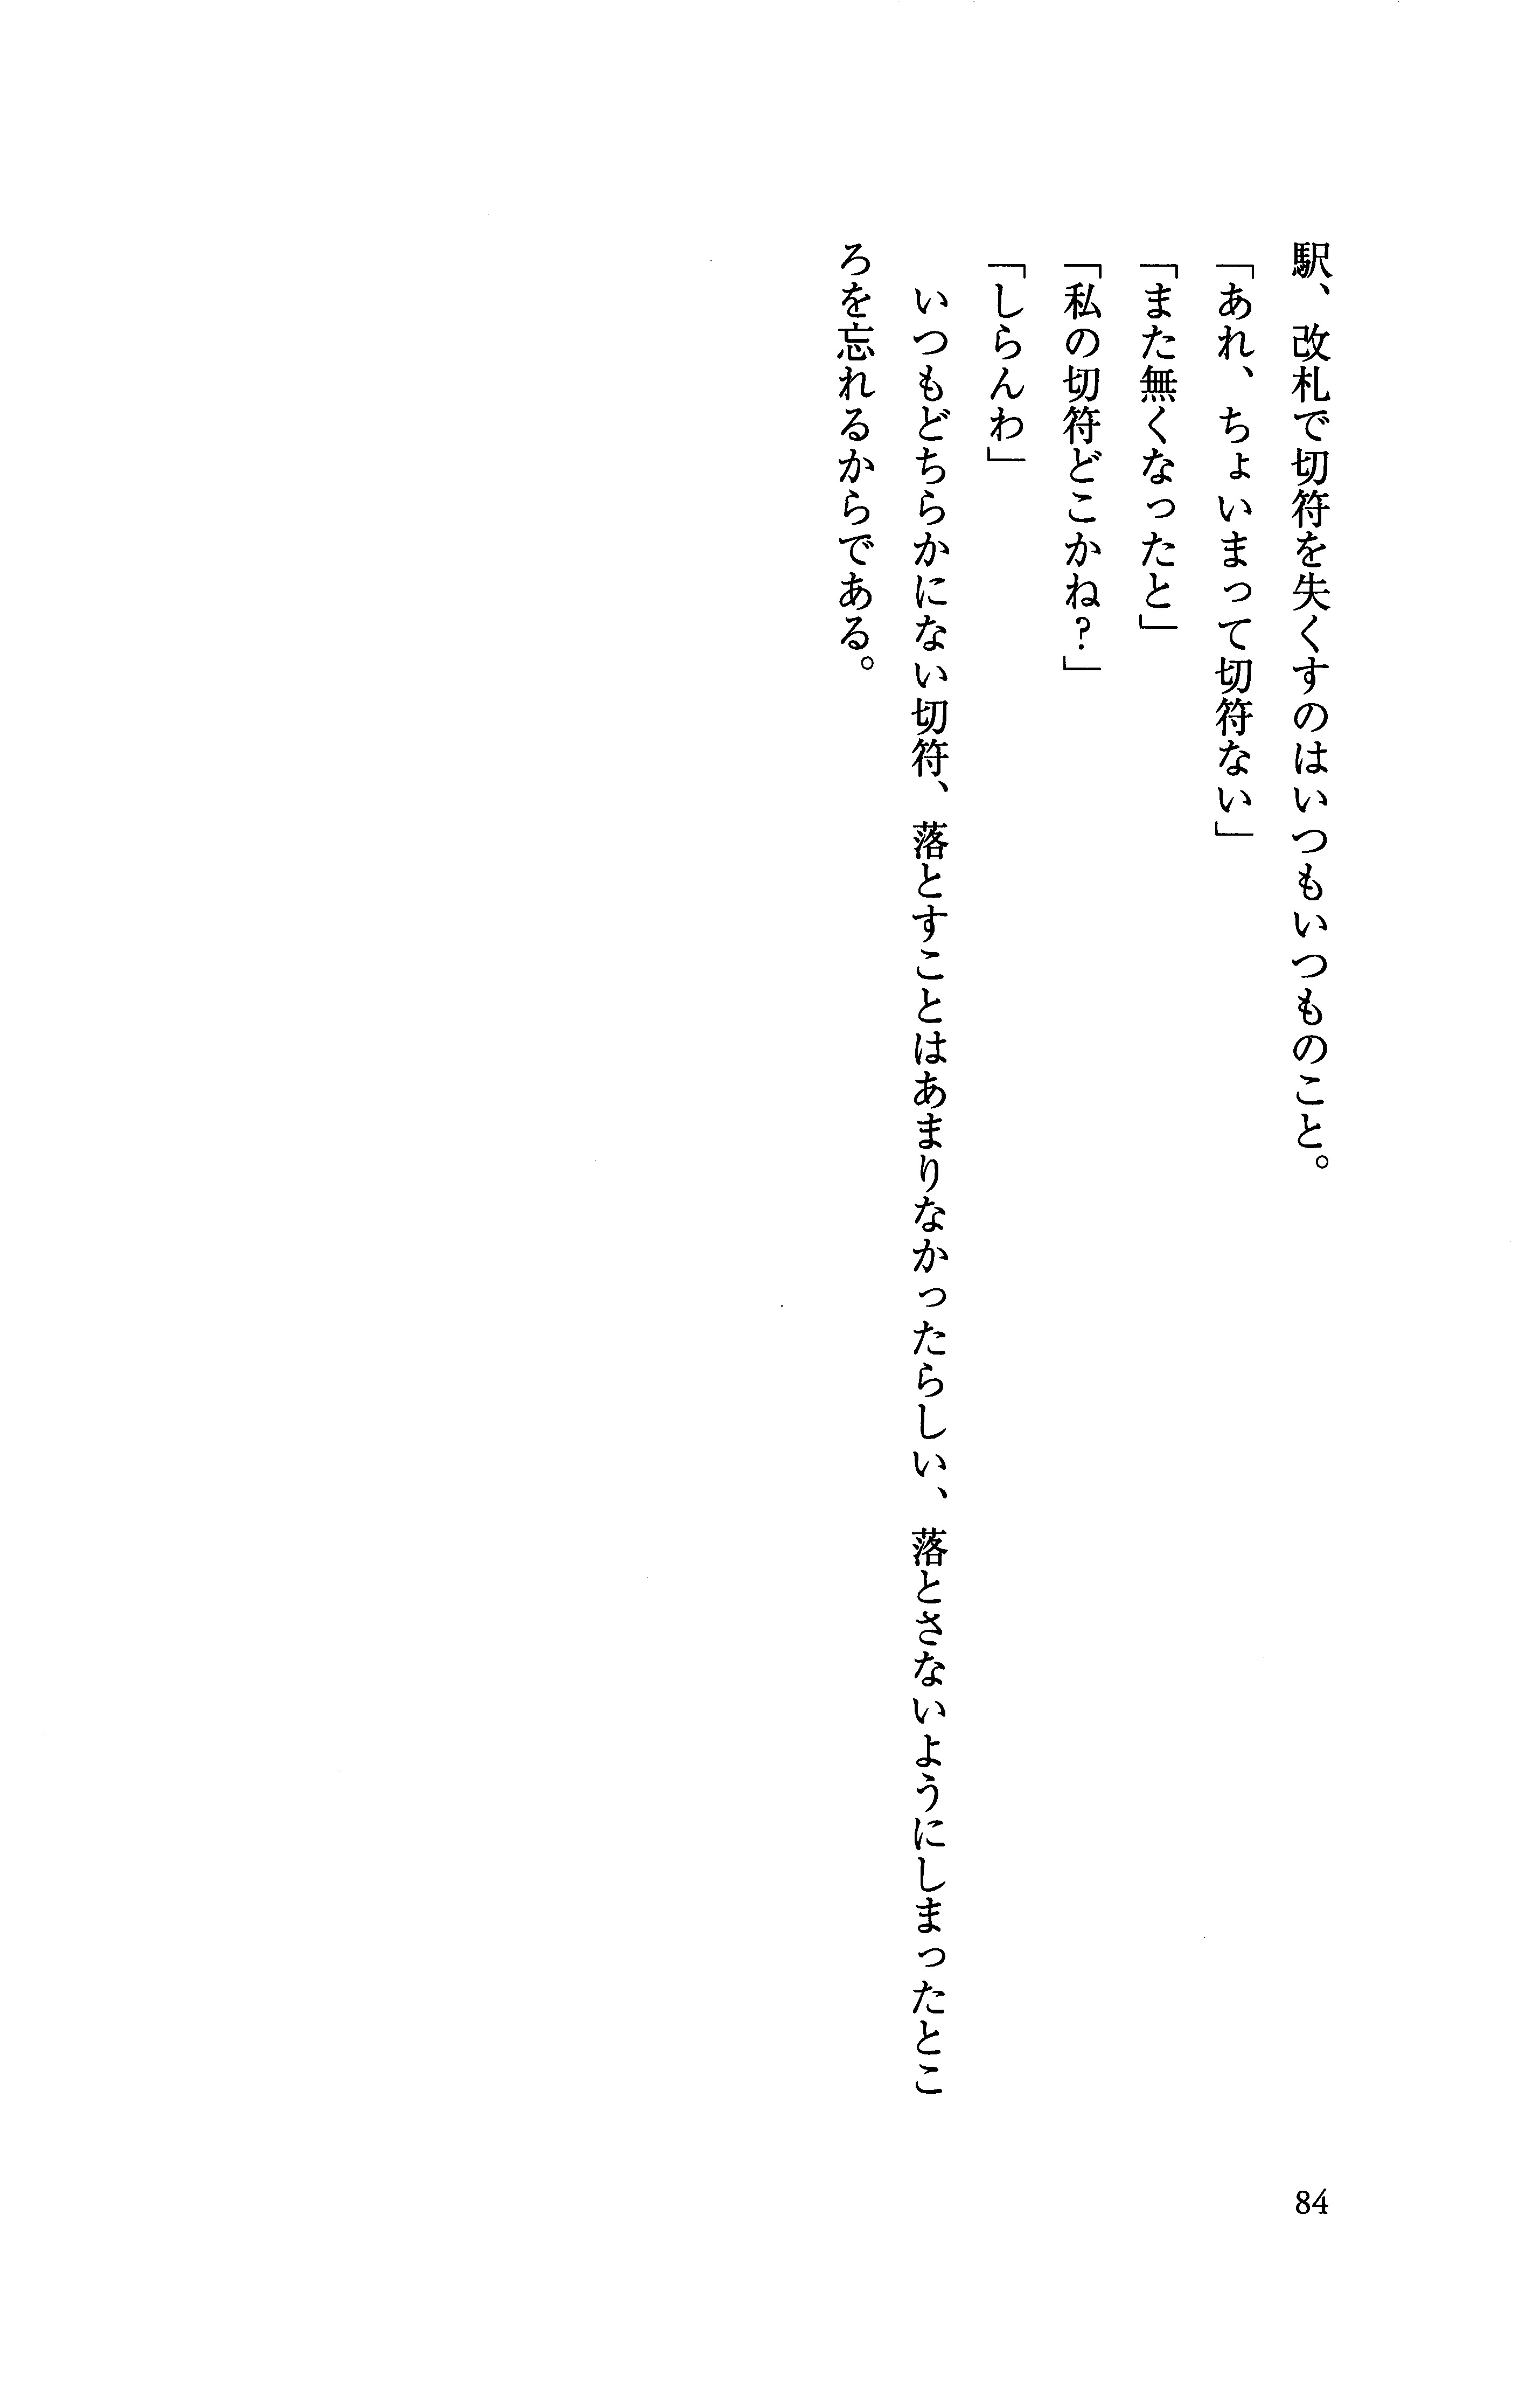 駅、改札で切符を失くすのはいつもいつものこと。
「あれ、ちょいまって切符ない」
「また無くなったと」
「私の切符どこかね?」
「しらんわ」
　いつもどちらかにない切符、落とすことはあまりなかったらしい、落とさないようにしまったとこ
ろを忘れるからである。
84